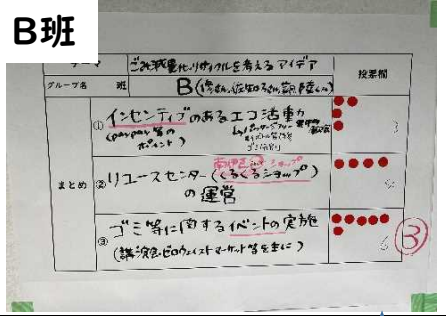 B班
テーマ
ごみ減量化、リサイクルを考えるアイデア
投票欄
グループ名 班
B
まとめ
① インセンティブのあるエコ活動
(paypay等の
ポイント)
3
② リユースセンター(くるくるショップ)
の運営
4
③ ゴミ等に関するイベントの実施
(講演会・ゼロウェイストマーケット等を主に)
6
③